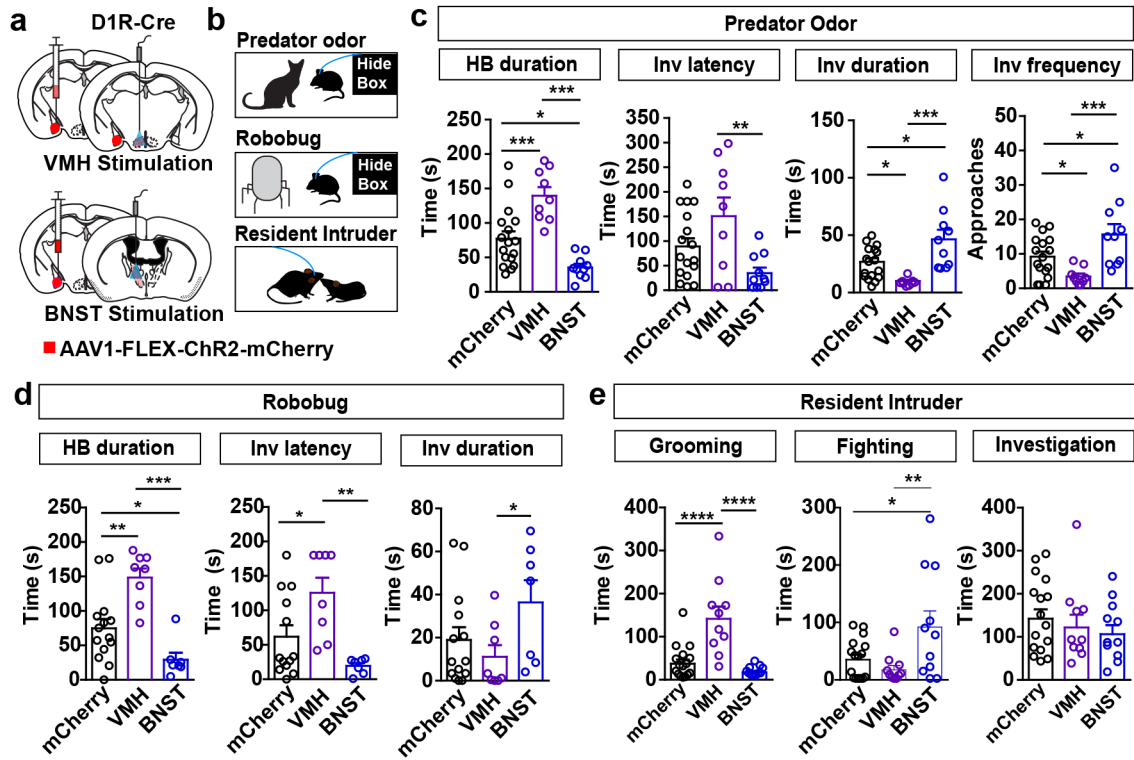 a
D1R-Cre
VMH Stimulation
BNST Stimulation
AAV1-FLEX-ChR2-mCherry
b
Predator odor
Hide
Box
Robobug
Hide
Box
Resident Intruder
c
Predator Odor
HB duration
Inv latency
Inv duration
Inv frequency
***
*
***
**
***
*
*
***
*
*
Time (s)
250
200
150
100
50
0
mCherry
VMH
BNST
Time (s)
350
300
250
200
150
100
50
0
mCherry
VMH
BNST
Time (s)
150
100
50
0
mCherry
VMH
BNST
Approaches
50
40
30
20
10
0
mCherry
VMH
BNST
d
Robobug
HB duration
Inv latency
Inv duration
***
*
**
**
*
*
Time (s)
250
200
150
100
50
0
mCherry
VMH
BNST
Time (s)
250
200
150
100
50
0
mCherry
VMH
BNST
Time (s)
80
60
40
20
0
mCherry
VMH
BNST
e
Resident Intruder
Grooming
Fighting
Investigation
****
****
**
*
Time (s)
400
300
200
100
0
mCherry
VMH
BNST
Time (s)
300
200
100
0
mCherry
VMH
BNST
Time (s)
400
300
200
100
0
mCherry
VMH
BNST